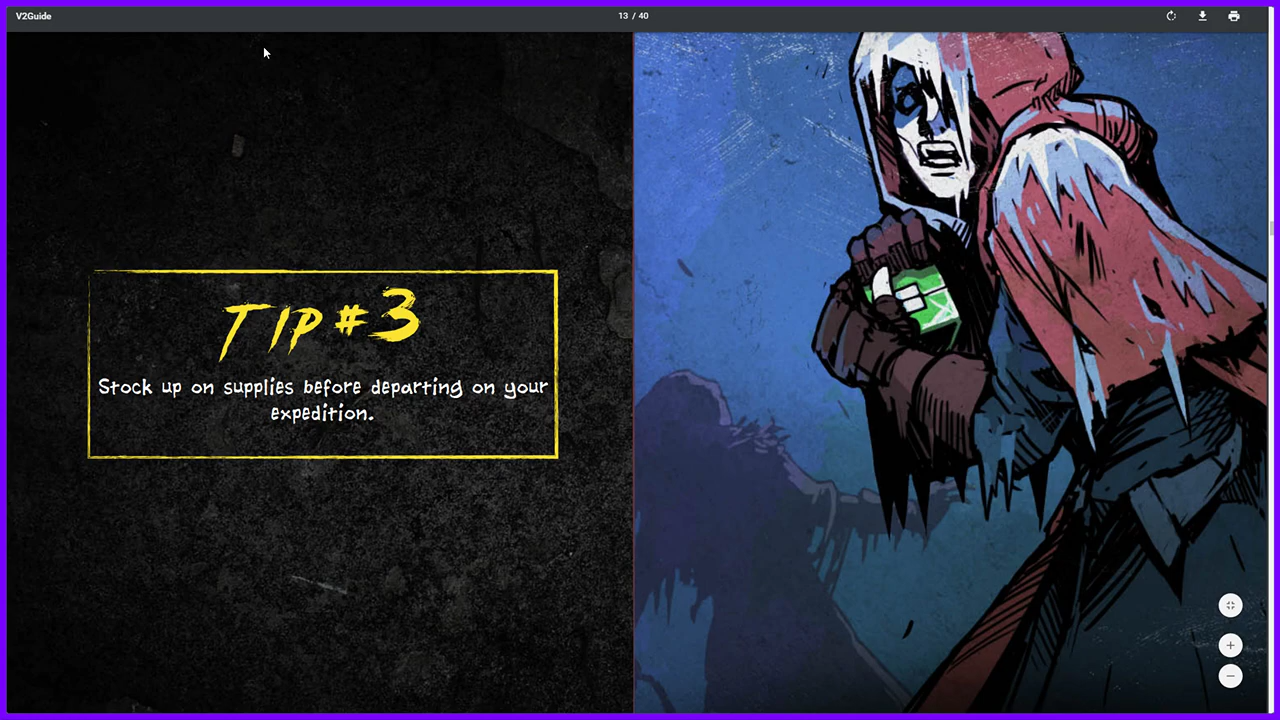 V2Guide
13 / 40
TIP #3
Stock up on supplies before departing on your
expedition.